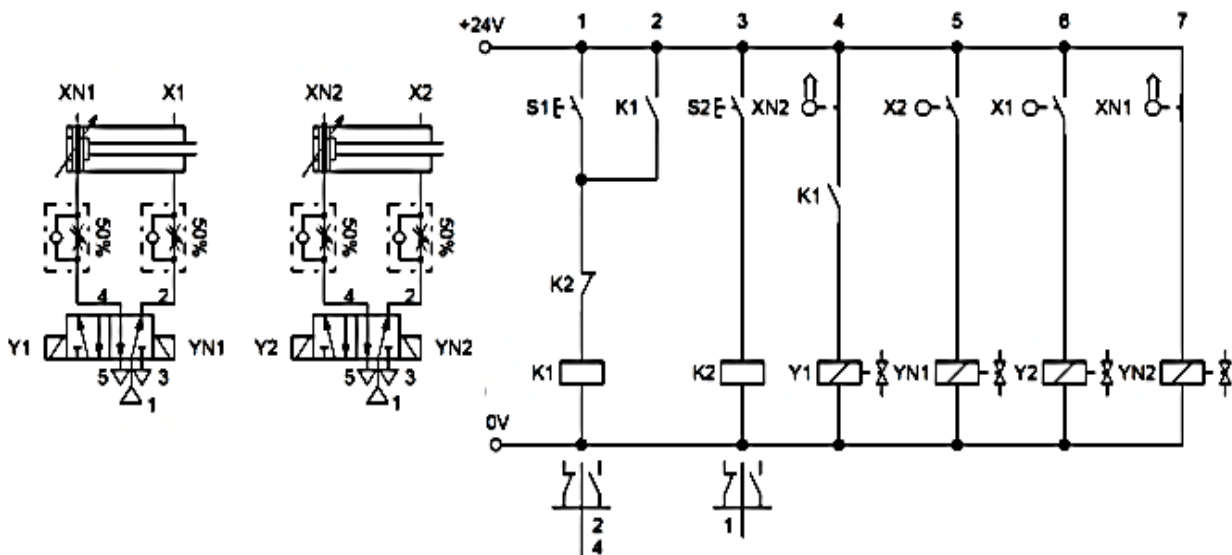 1 2 3 4 5 6 7
+24V
XN1 X1 XN2 X2
S1 K1 S2 XN2 X2 X1 XN1
K1
50% 50% 50% 50%
K2
4 2 4 2
Y1 YN1 Y2 YN2
K1 K2 Y1 YN1 Y2 YN2
5 3 5 3
1 1
0V
2 1
4